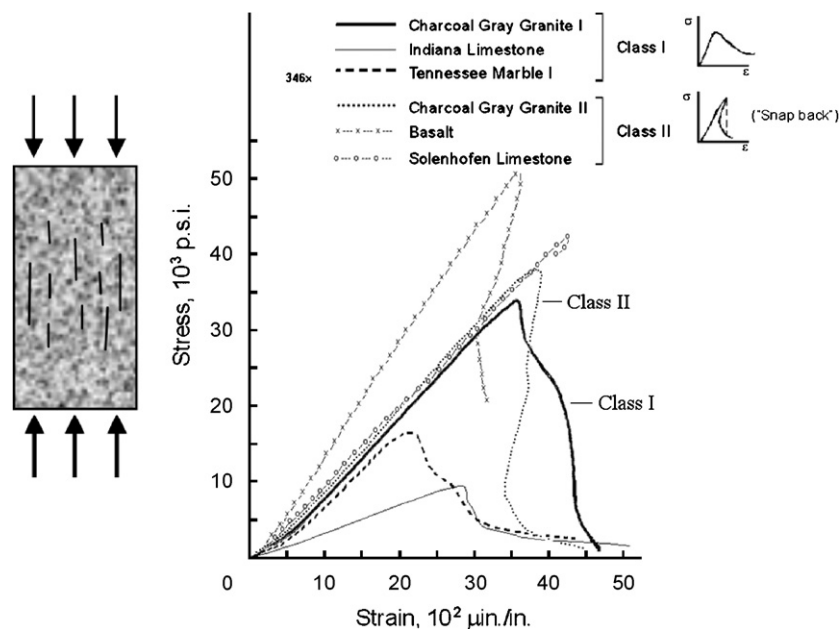 Charcoal Gray Granite I
Indiana Limestone
Tennessee Marble I
Class I
σ
ε
346x
Charcoal Gray Granite II
Basalt
Solenhofen Limestone
Class II
σ
ε
("Snap back")
50
40
30
20
10
0
10
20
30
40
50
Stress, 10³ p.s.i.
Strain, 10² µin./in.
Class II
Class I